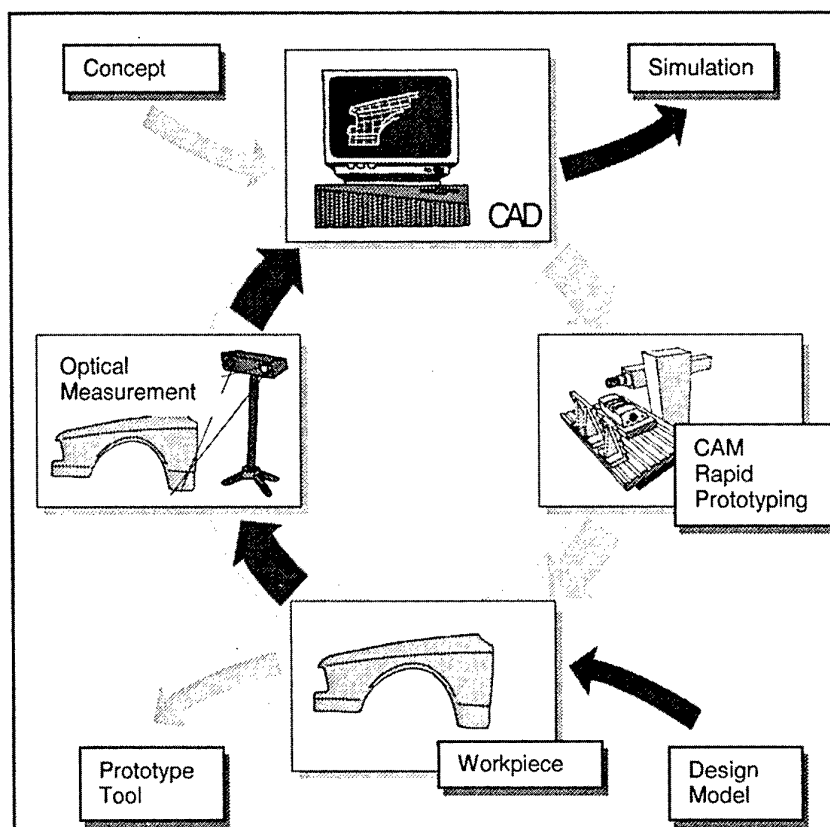 Concept
Simulation
CAD
Optical
Measurement
CAM
Rapid
Prototyping
Workpiece
Prototype
Tool
Design
Model